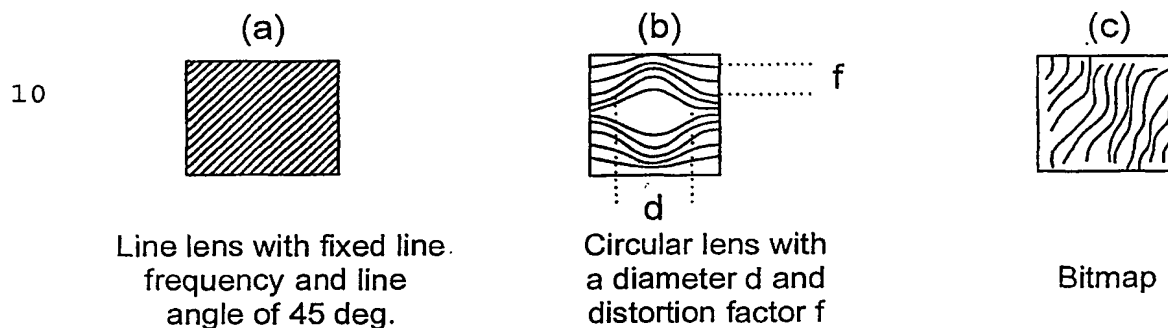 (a)
(b)
(c)
10
f
d
Line lens with fixed line
frequency and line
angle of 45 deg.
Circular lens with
a diameter d and
distortion factor f
Bitmap